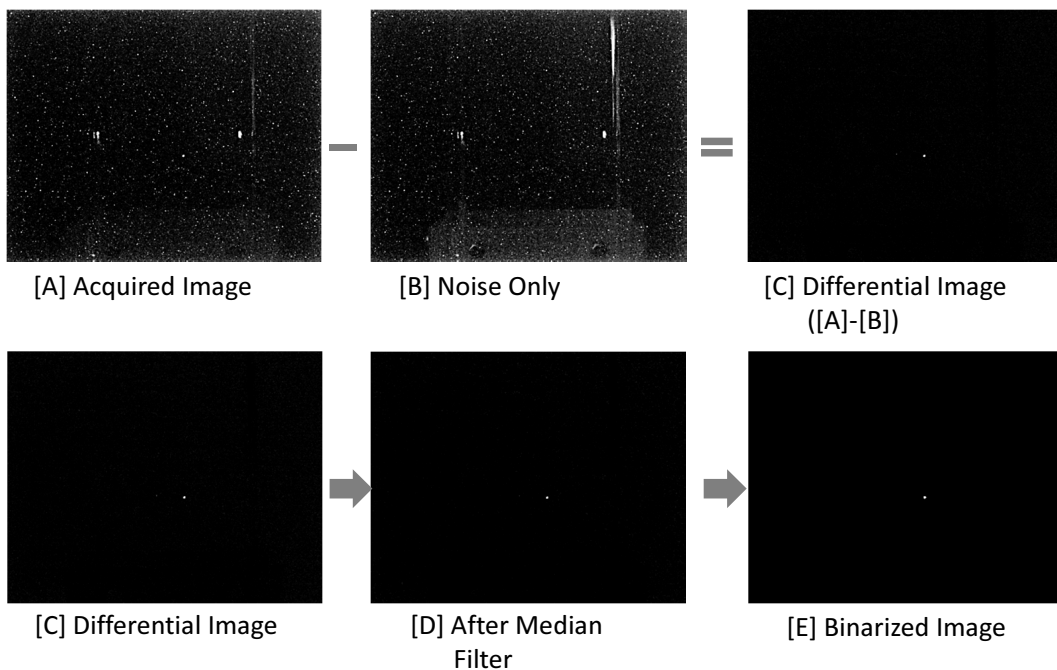 [A] Acquired Image
[B] Noise Only
[C] Differential Image
([A]-[B])
[C] Differential Image
[D] After Median
Filter
[E] Binarized Image